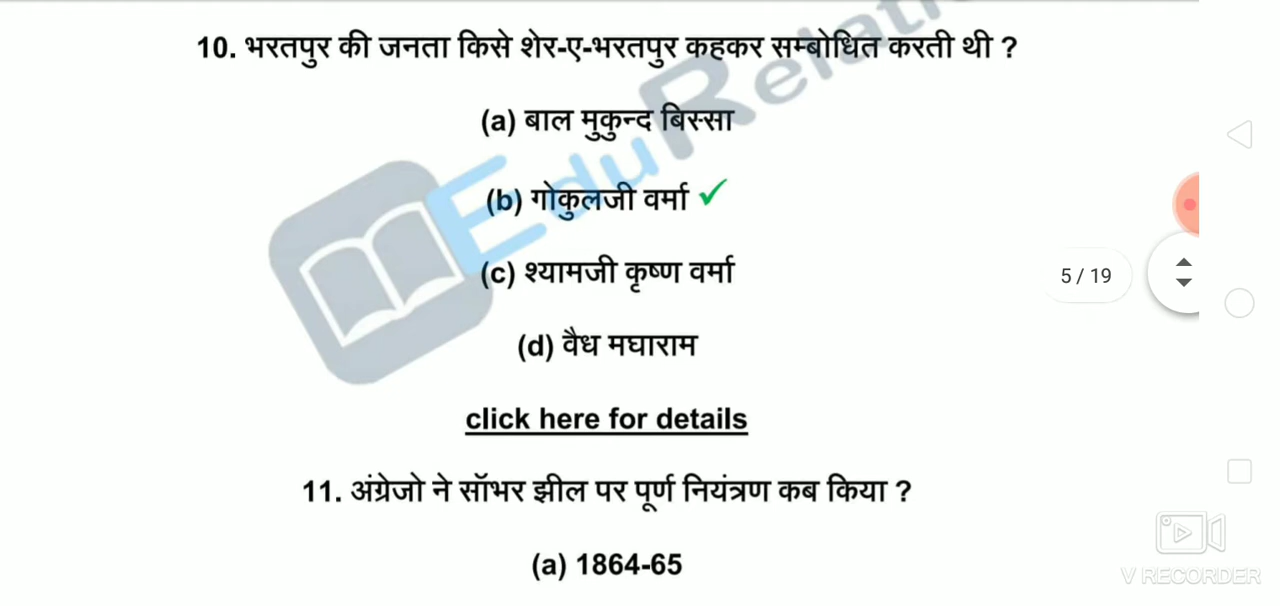 10. भरतपुर की जनता किसे शेर-ए-भरतपुर कहकर सम्बोधित करती थी ?
(a) बाल मुकुन्द बिस्सा
(b) गोकुलजी वर्मा ✓
(c) श्यामजी कृष्ण वर्मा
5 / 19
(d) वैध मघाराम
click here for details
11. अंग्रेजो ने सॉभर झील पर पूर्ण नियंत्रण कब किया ?
(a) 1864-65
V RECORDER